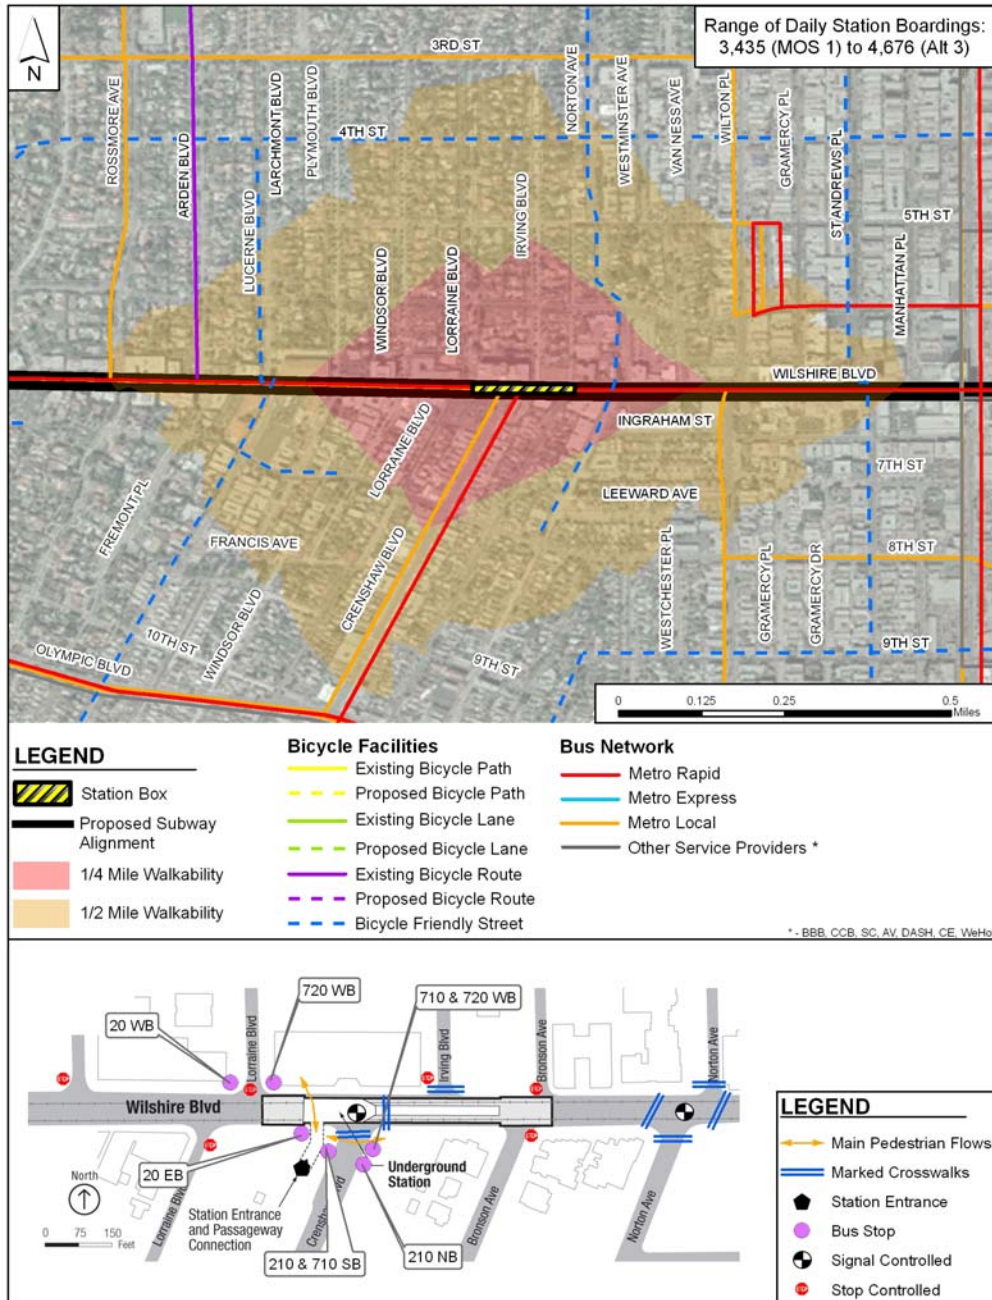 Range of Daily Station Boardings:
3,435 (MOS 1) to 4,676 (Alt 3)
N
3RD ST
ROSSMORE AVE
ARDEN BLVD
LARCHMONT BLVD
PLYMOUTH BLVD
4TH ST
NORTON AVE
WESTMINSTER AVE
VAN NESS AVE
WILTON PL
GRAMERCY PL
ST ANDREWS PL
5TH ST
LUCERNE BLVD
WINDSOR BLVD
LORRAINE BLVD
IRVING BLVD
MANHATTAN PL
WILSHIRE BLVD
LORRAINE BLVD
INGRAHAM ST
7TH ST
LEEWARD AVE
FREMONT PL
FRANCIS AVE
CRENSHAW BLVD
WESTCHESTER PL
8TH ST
GRAMERCY PL
GRAMERCY DR
10TH ST
WINDSOR BLVD
OLYMPIC BLVD
9TH ST
9TH ST
0 0.125 0.25 0.5
Miles
LEGEND
Station Box
Proposed Subway
Alignment
1/4 Mile Walkability
1/2 Mile Walkability
Bicycle Facilities
Existing Bicycle Path
Proposed Bicycle Path
Existing Bicycle Lane
Proposed Bicycle Lane
Existing Bicycle Route
Proposed Bicycle Route
Bicycle Friendly Street
Bus Network
Metro Rapid
Metro Express
Metro Local
Other Service Providers *
* - BBB, CCB, SC, AV, DASH, CE, WeHo
720 WB
710 & 720 WB
20 WB
Lorraine Blvd
Irving Blvd
Bronson Ave
Norton Ave
STOP
STOP
STOP
STOP
Wilshire Blvd
STOP
STOP
20 EB
North
0 75 150
Feet
Lorraine Blvd
Station Entrance
and Passageway
Connection
Underground
Station
Bronson Ave
Norton Ave
210 & 710 SB
210 NB
LEGEND
Main Pedestrian Flows
Marked Crosswalks
Station Entrance
Bus Stop
Signal Controlled
STOP Stop Controlled